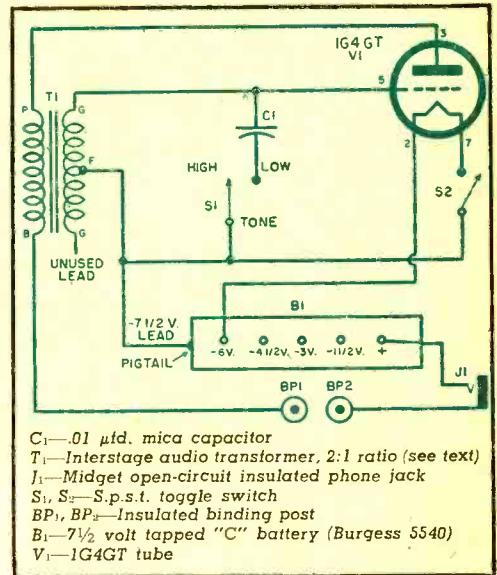 1G4 GT
V1
3
5
2
7
P
T1
G
F
B
G
C1
HIGH
LOW
S1
TONE
S2
UNUSED
LEAD
-7 1/2 V.
LEAD
PIGTAIL
B1
-6V. -4 1/2V. -3V. -1 1/2V. +
J1
BP1 BP2
C₁—.01 µfd. mica capacitor
T₁—Interstage audio transformer, 2:1 ratio (see text)
J₁—Midget open-circuit insulated phone jack
S₁, S₂—S.p.s.t. toggle switch
BP₁, BP₂—Insulated binding post
B₁—7½ volt tapped "C" battery (Burgess 5540)
V₁—1G4GT tube